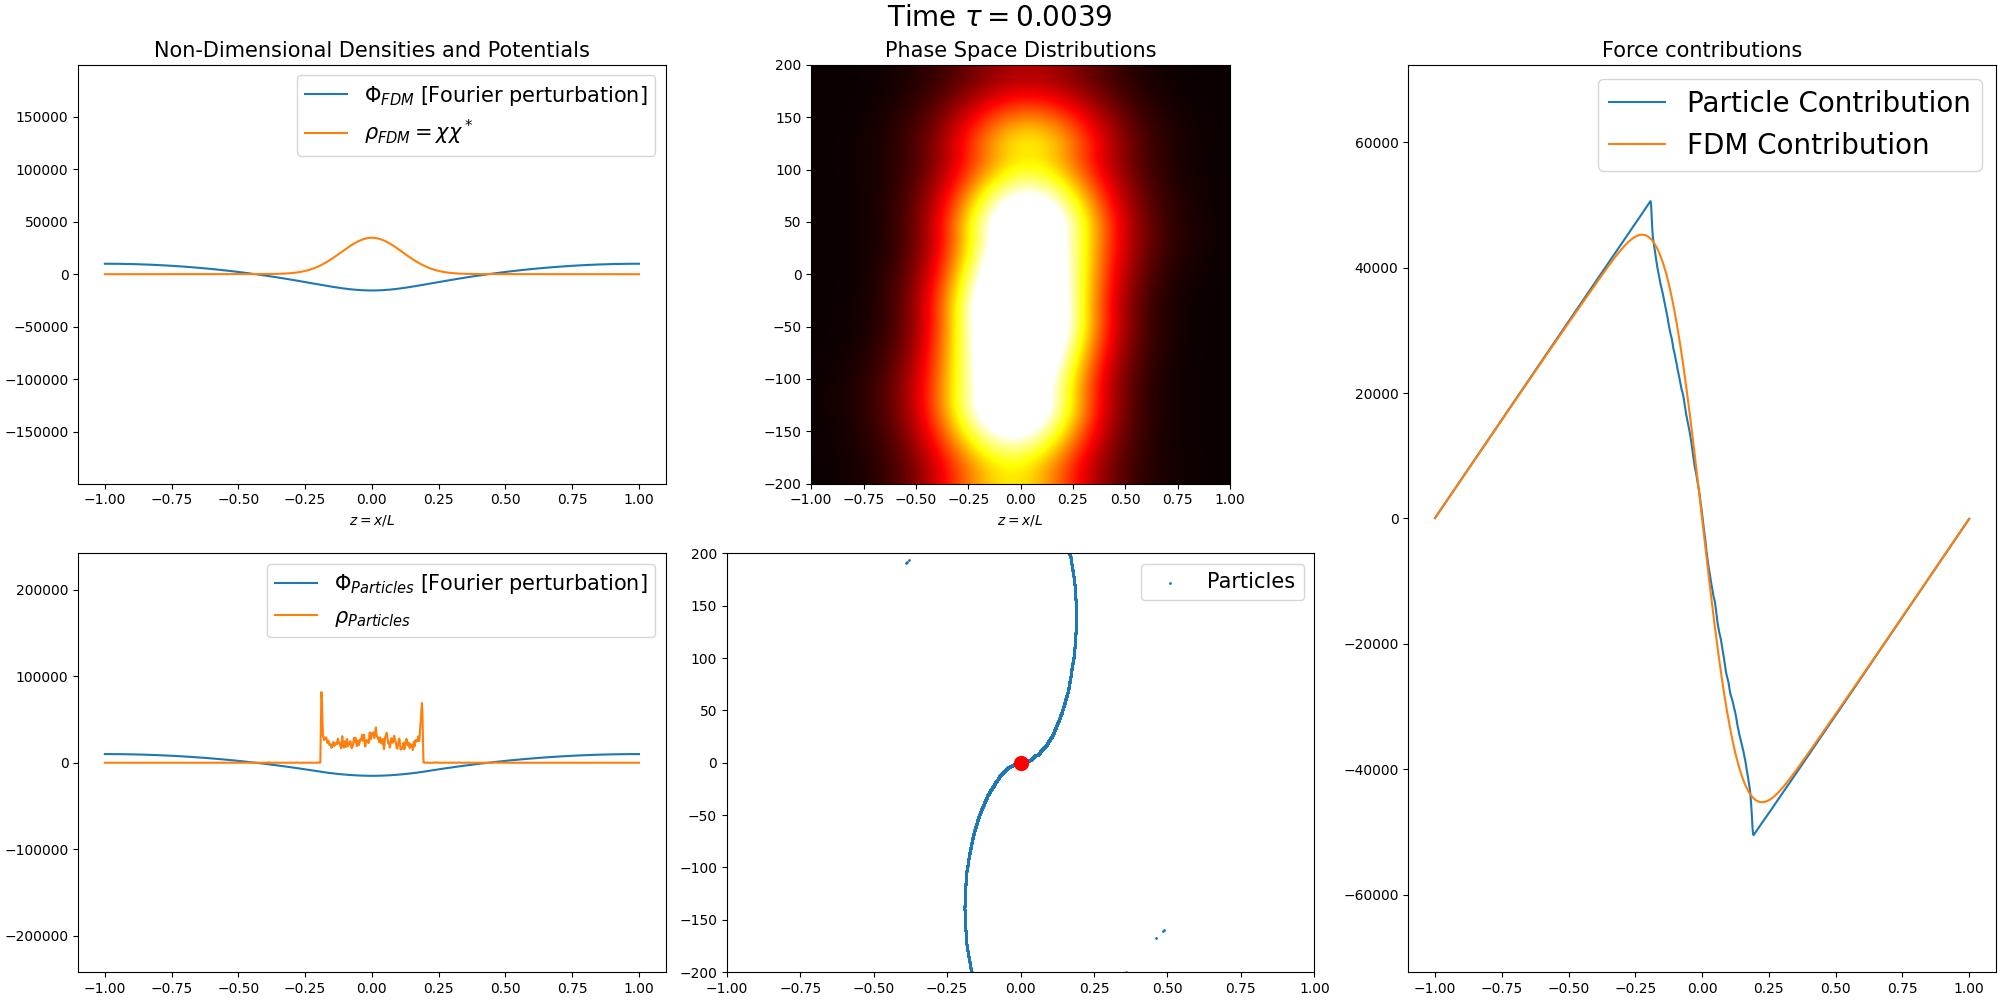 Time τ = 0.0039
Non-Dimensional Densities and Potentials
Φ_FDM [Fourier perturbation]
ρ_FDM = χχ*
150000
100000
50000
0
−50000
−100000
−150000
−1.00 −0.75 −0.50 −0.25 0.00 0.25 0.50 0.75 1.00
z = x/L
Phase Space Distributions
200
150
100
50
0
−50
−100
−150
−200
−1.00 −0.75 −0.50 −0.25 0.00 0.25 0.50 0.75 1.00
z = x/L
Force contributions
Particle Contribution
FDM Contribution
60000
40000
20000
0
−20000
−40000
−60000
−1.00 −0.75 −0.50 −0.25 0.00 0.25 0.50 0.75 1.00
Φ_Particles [Fourier perturbation]
ρ_Particles
200000
100000
0
−100000
−200000
−1.00 −0.75 −0.50 −0.25 0.00 0.25 0.50 0.75 1.00
Particles
200
150
100
50
0
−50
−100
−150
−200
−1.00 −0.75 −0.50 −0.25 0.00 0.25 0.50 0.75 1.00